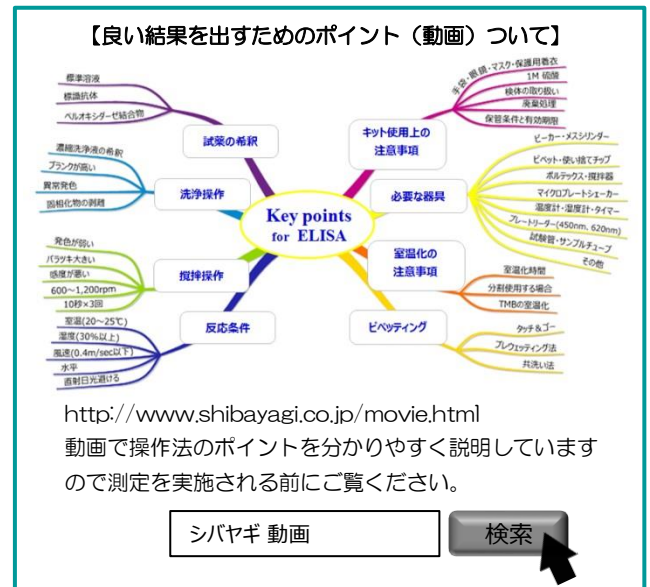 【良い結果を出すためのポイント（動画）ついて】
Key points
for ELISA
試薬の希釈
標準溶液
標識抗体
ペルオキシダーゼ結合物
洗浄操作
濃縮洗浄液の希釈
ブランクが高い
異常発色
固相化物の剥離
撹拌操作
発色が弱い
バラツキ大きい
感度が悪い
600～1,200rpm
10秒×3回
反応条件
室温(20～25℃)
湿度(30%以上)
風速(0.4m/sec以下)
水平
直射日光避ける
キット使用上の
注意事項
手袋・眼鏡・マスク・保護用着衣
1M 硫酸
検体の取り扱い
廃棄処理
保管条件と有効期限
必要な器具
ビーカー・メスシリンダー
ピペット・使い捨てチップ
ボルテックス・撹拌器
マイクロプレートシェーカー
温度計・湿度計・タイマー
プレートリーダー(450nm, 620nm)
試験管・サンプルチューブ
その他
室温化の
注意事項
室温化時間
分割使用する場合
TMBの室温化
ピペッティング
タッチ＆ゴー
プレウェッティング法
共洗い法
http://www.shibayagi.co.jp/movie.html
動画で操作法のポイントを分かりやすく説明しています
ので測定を実施される前にご覧ください。
シバヤギ 動画
検索